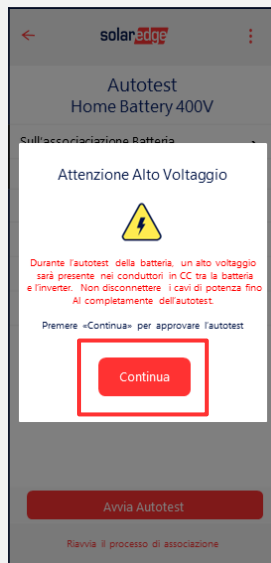 solaredge
Autotest
Home Battery 400V
Sull'associaciazione Batteria
Attenzione Alto Voltaggio
Durante l'autotest della batteria, un alto voltaggio
sarà presente nei conduttori in CC tra la batteria
e l'inverter. Non disconnettere i cavi di potenza fino
Al completamente dell'autotest.
Premere «Continua» per approvare l'autotest
Continua
Avvia Autotest
Riavvia il processo di associazione